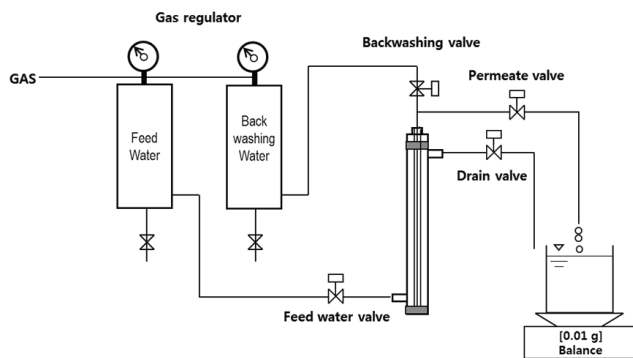 Gas regulator
Backwashing valve
Permeate valve
GAS
Feed
Water
Back
washing
Water
Drain valve
Feed water valve
[0.01 g]
Balance